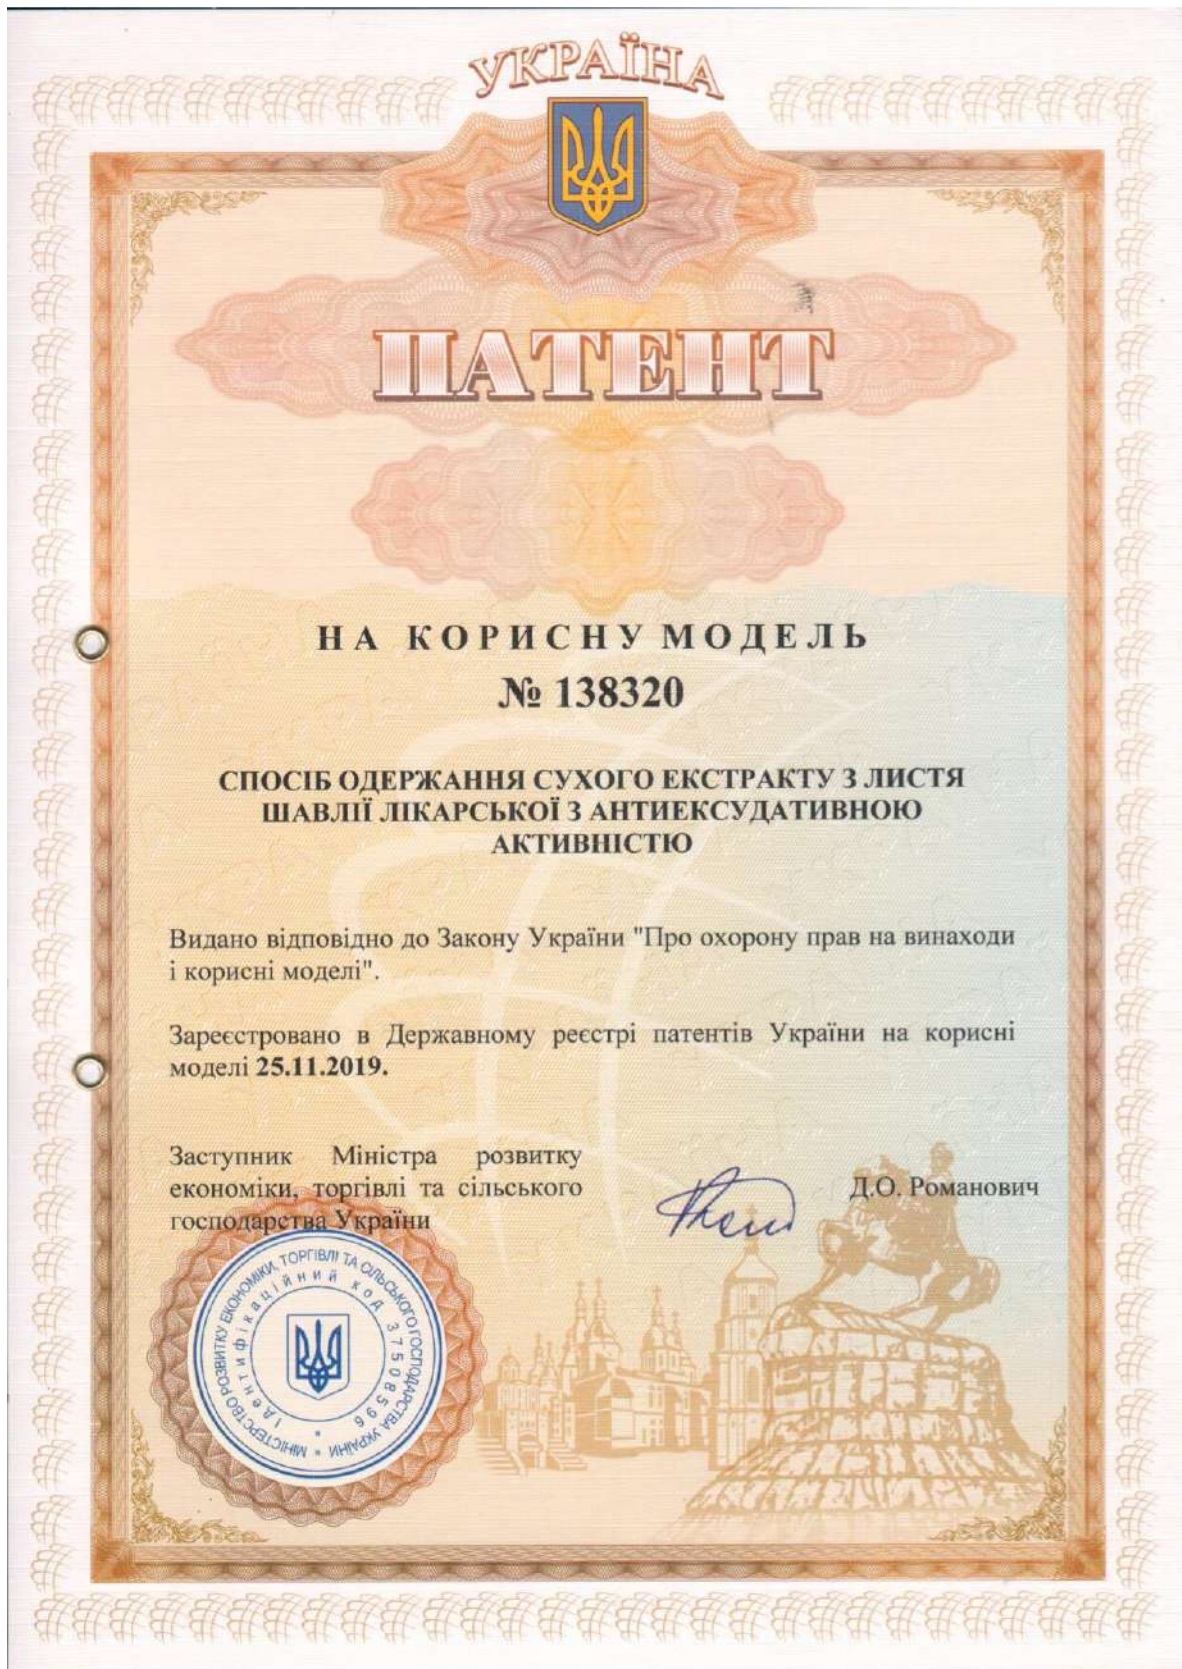 УКРАЇНА
ПАТЕНТ
НА КОРИСНУ МОДЕЛЬ
№ 138320
СПОСІБ ОДЕРЖАННЯ СУХОГО ЕКСТРАКТУ З ЛИСТЯ
ШАВЛІЇ ЛІКАРСЬКОЇ З АНТИЕКСУДАТИВНОЮ
АКТИВНІСТЮ
Видано відповідно до Закону України "Про охорону прав на винаходи
і корисні моделі".
Зареєстровано в Державному реєстрі патентів України на корисні
моделі 25.11.2019.
Заступник Міністра розвитку
економіки, торгівлі та сільського
господарства України
Д.О. Романович
МІНІСТЕРСТВО РОЗВИТКУ ЕКОНОМІКИ, ТОРГІВЛІ ТА СІЛЬСЬКОГО ГОСПОДАРСТВА УКРАЇНИ *
Ідентифікаційний код 37508596 *